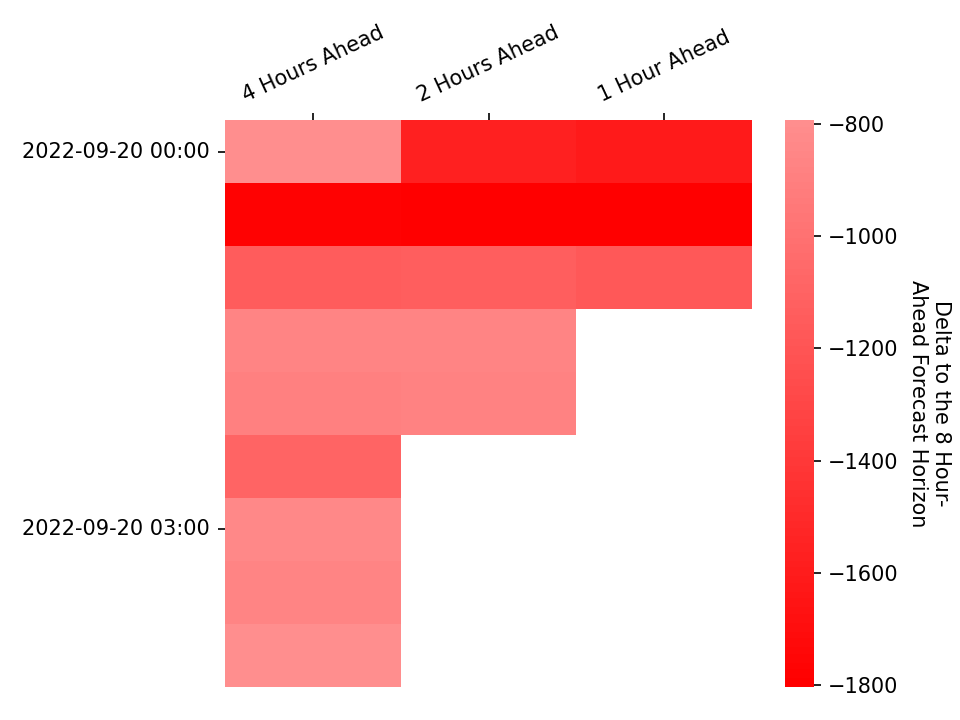 4 Hours Ahead
2 Hours Ahead
1 Hour Ahead
2022-09-20 00:00
2022-09-20 03:00
−800
−1000
−1200
−1400
−1600
−1800
Delta to the 8 Hour-
Ahead Forecast Horizon